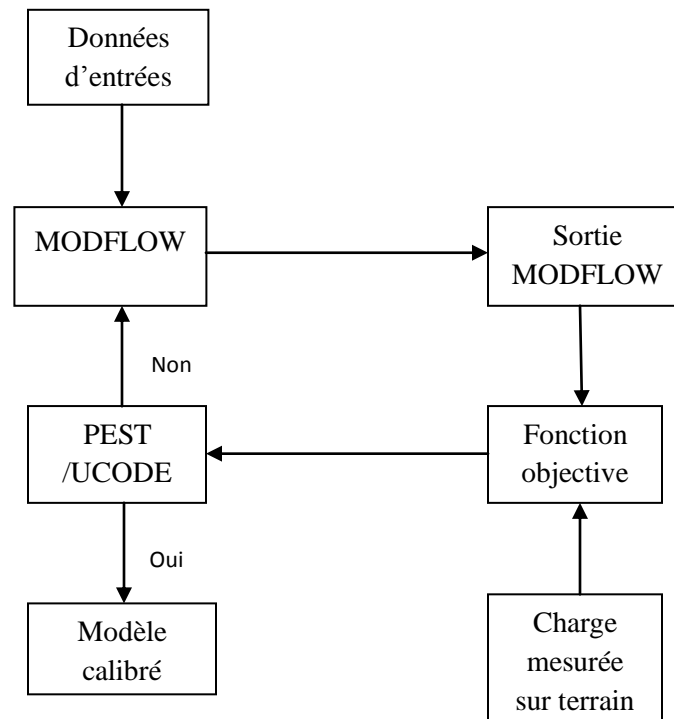 Données
d’entrées
MODFLOW
Sortie
MODFLOW
Non
PEST
/UCODE
Fonction
objective
Oui
Modèle
calibré
Charge
mesurée
sur terrain